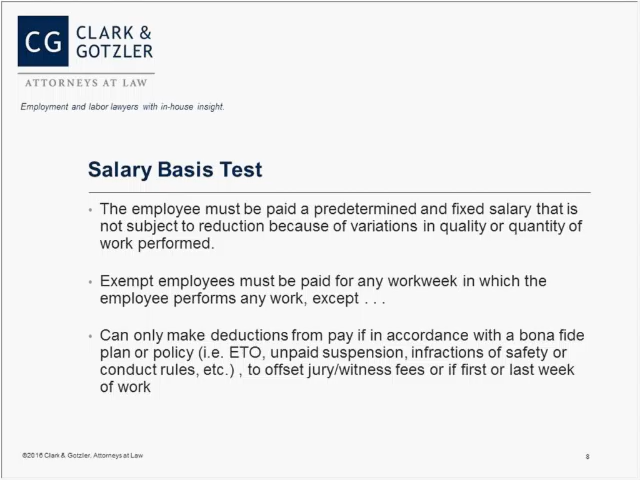 CG
CLARK &
GOTZLER
ATTORNEYS AT LAW
Employment and labor lawyers with in-house insight.
Salary Basis Test
• The employee must be paid a predetermined and fixed salary that is
not subject to reduction because of variations in quality or quantity of
work performed.
• Exempt employees must be paid for any workweek in which the
employee performs any work, except . . .
• Can only make deductions from pay if in accordance with a bona fide
plan or policy (i.e. ETO, unpaid suspension, infractions of safety or
conduct rules, etc.) , to offset jury/witness fees or if first or last week
of work
©2016 Clark & Gotzler, Attorneys at Law
8